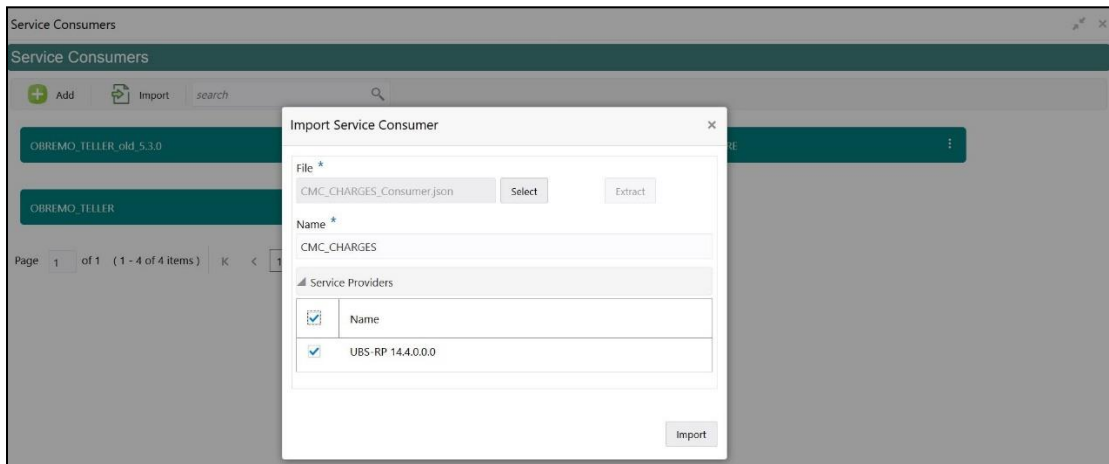 Service Consumers
Service Consumers
Add Import search
OBREMO_TELLER_old_5.3.0
RE
OBREMO_TELLER
Page 1 of 1 (1 - 4 of 4 items) K < 1
Import Service Consumer ×
File *
CMC_CHARGES_Consumer.json Select Extract
Name *
CMC_CHARGES
Service Providers
Name
UBS-RP 14.4.0.0.0
Import